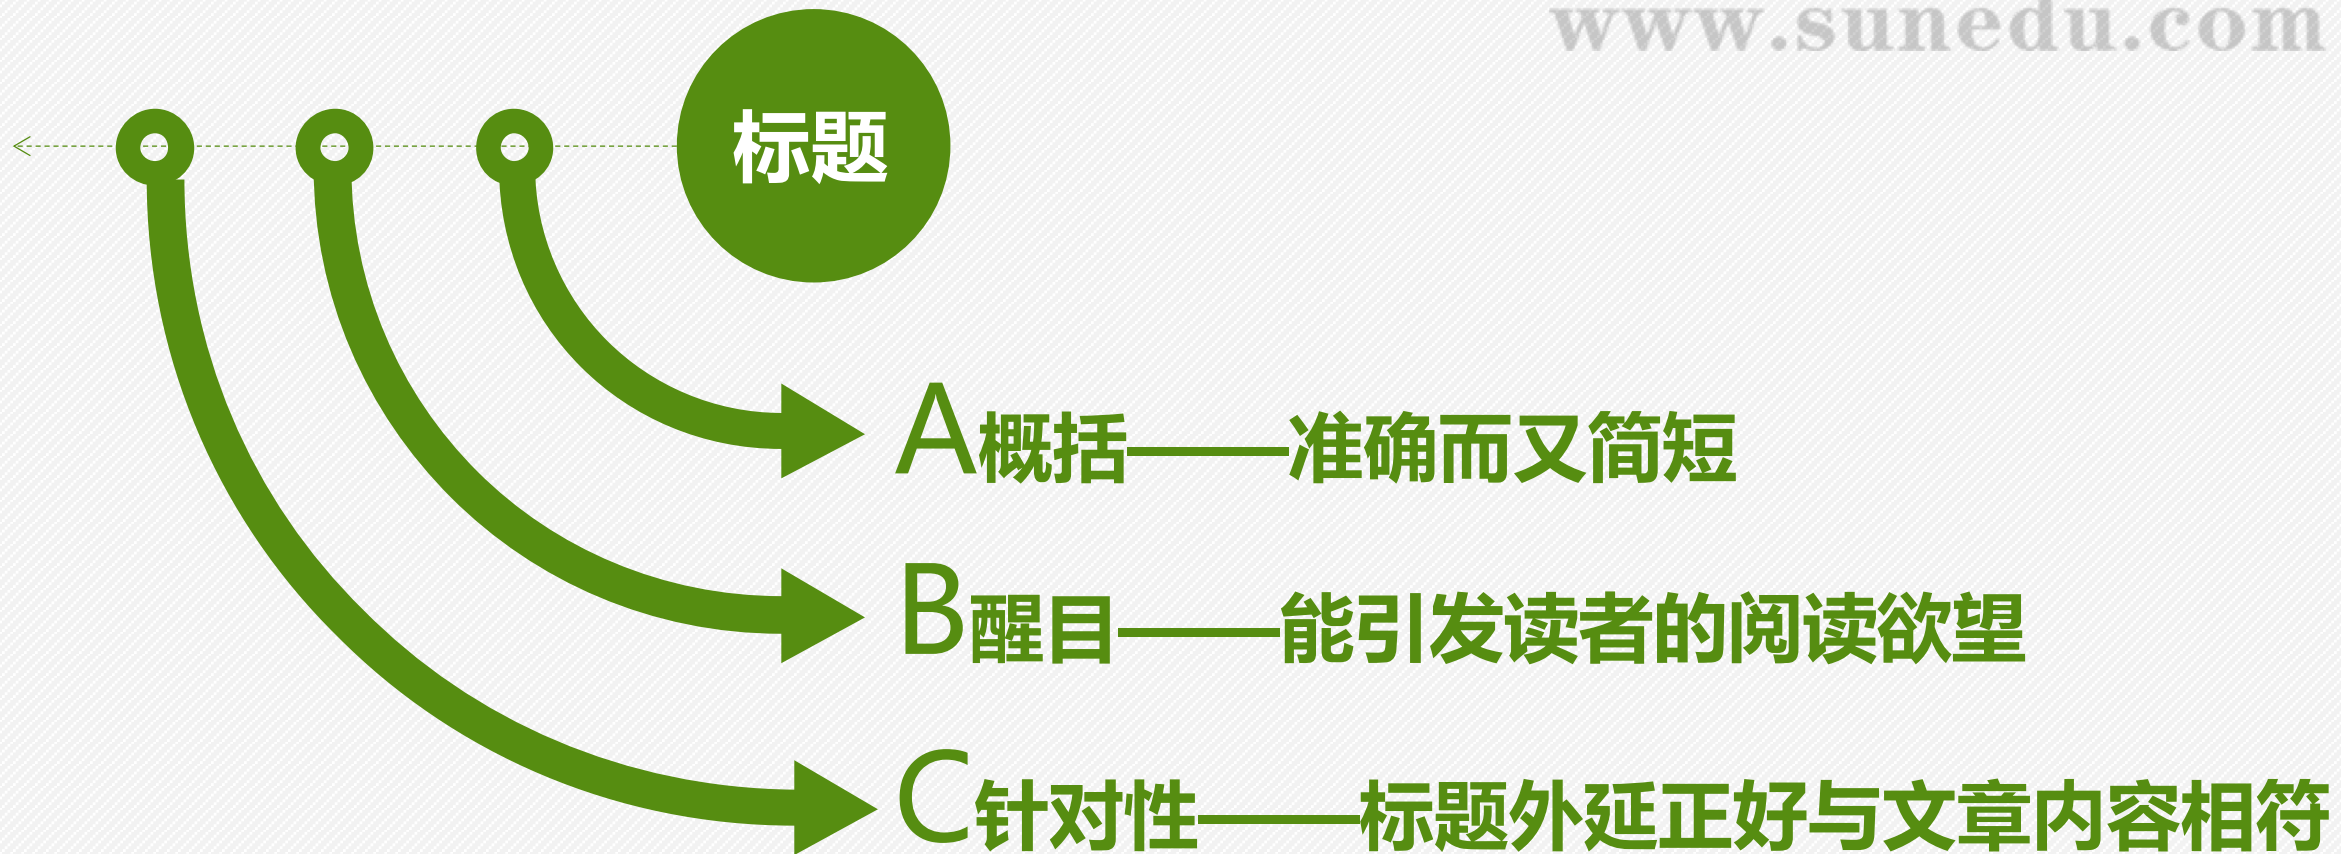 www.sunedu.com
标题
A概括——准确而又简短
B醒目——能引发读者的阅读欲望
C针对性——标题外延正好与文章内容相符